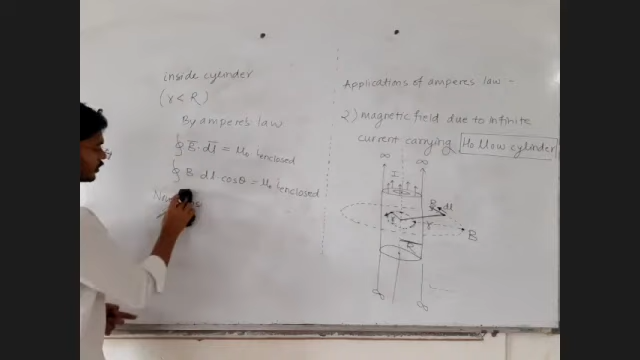 inside cylinder
(r < R)
By amperes law
∮ B̅ · dl̅ = μ₀ Ienclosed
∮ B · dl · cosθ = μ₀ Ienclosed
Applications of amperes law -
2) magnetic field due to infinite
current carrying Hollow cylinder
∞ ∞
I
B dl
r
R
B
∞ ∞